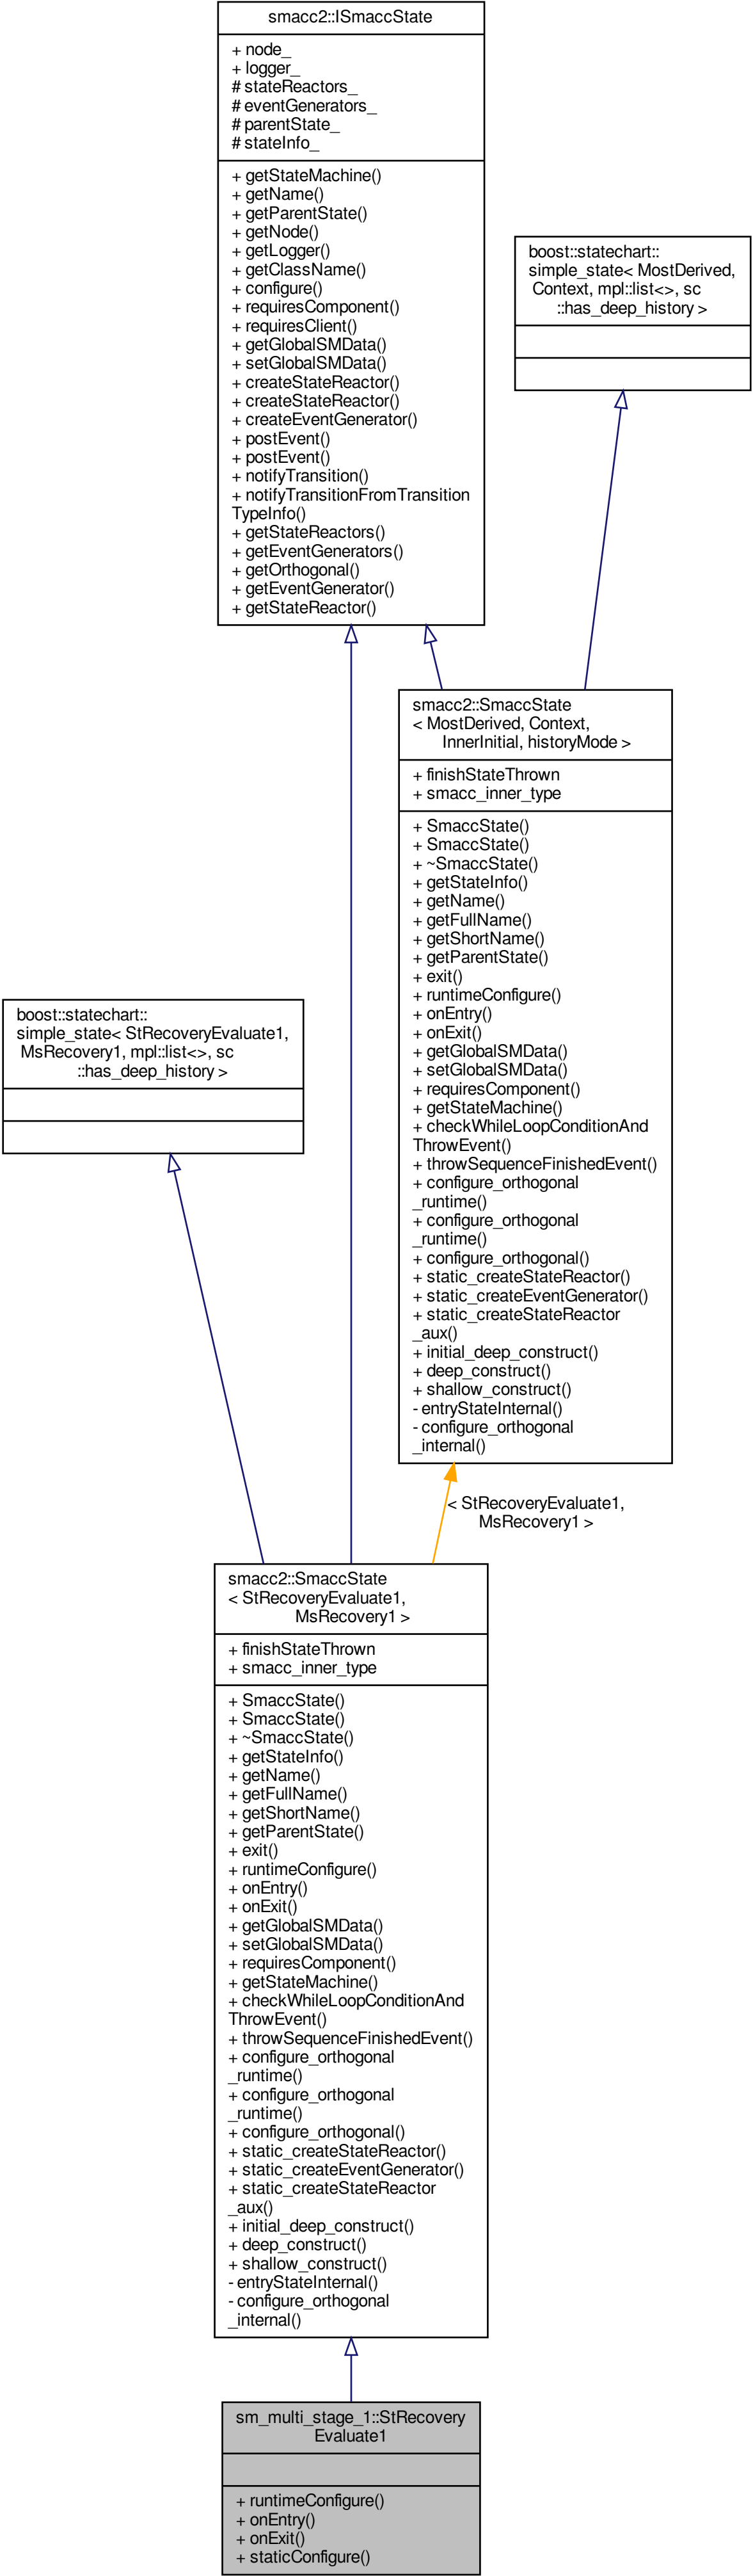 smacc2::ISmaccState
+ node_
+ logger_
# stateReactors_
# eventGenerators_
# parentState_
# stateInfo_
+ getStateMachine()
+ getName()
+ getParentState()
+ getNode()
+ getLogger()
+ getClassName()
+ configure()
+ requiresComponent()
+ requiresClient()
+ getGlobalSMData()
+ setGlobalSMData()
+ createStateReactor()
+ createStateReactor()
+ createEventGenerator()
+ postEvent()
+ postEvent()
+ notifyTransition()
+ notifyTransitionFromTransition
TypeInfo()
+ getStateReactors()
+ getEventGenerators()
+ getOrthogonal()
+ getEventGenerator()
+ getStateReactor()
boost::statechart::
simple_state< MostDerived,
Context, mpl::list<>, sc
::has_deep_history >
smacc2::SmaccState
< MostDerived, Context,
InnerInitial, historyMode >
+ finishStateThrown
+ smacc_inner_type
+ SmaccState()
+ SmaccState()
+ ~SmaccState()
+ getStateInfo()
+ getName()
+ getFullName()
+ getShortName()
+ getParentState()
+ exit()
+ runtimeConfigure()
+ onEntry()
+ onExit()
+ getGlobalSMData()
+ setGlobalSMData()
+ requiresComponent()
+ getStateMachine()
+ checkWhileLoopConditionAnd
ThrowEvent()
+ throwSequenceFinishedEvent()
+ configure_orthogonal
_runtime()
+ configure_orthogonal
_runtime()
+ configure_orthogonal()
+ static_createStateReactor()
+ static_createEventGenerator()
+ static_createStateReactor
_aux()
+ initial_deep_construct()
+ deep_construct()
+ shallow_construct()
- entryStateInternal()
- configure_orthogonal
_internal()
boost::statechart::
simple_state< StRecoveryEvaluate1,
MsRecovery1, mpl::list<>, sc
::has_deep_history >
< StRecoveryEvaluate1,
MsRecovery1 >
smacc2::SmaccState
< StRecoveryEvaluate1,
MsRecovery1 >
+ finishStateThrown
+ smacc_inner_type
+ SmaccState()
+ SmaccState()
+ ~SmaccState()
+ getStateInfo()
+ getName()
+ getFullName()
+ getShortName()
+ getParentState()
+ exit()
+ runtimeConfigure()
+ onEntry()
+ onExit()
+ getGlobalSMData()
+ setGlobalSMData()
+ requiresComponent()
+ getStateMachine()
+ checkWhileLoopConditionAnd
ThrowEvent()
+ throwSequenceFinishedEvent()
+ configure_orthogonal
_runtime()
+ configure_orthogonal
_runtime()
+ configure_orthogonal()
+ static_createStateReactor()
+ static_createEventGenerator()
+ static_createStateReactor
_aux()
+ initial_deep_construct()
+ deep_construct()
+ shallow_construct()
- entryStateInternal()
- configure_orthogonal
_internal()
sm_multi_stage_1::StRecovery
Evaluate1
+ runtimeConfigure()
+ onEntry()
+ onExit()
+ staticConfigure()